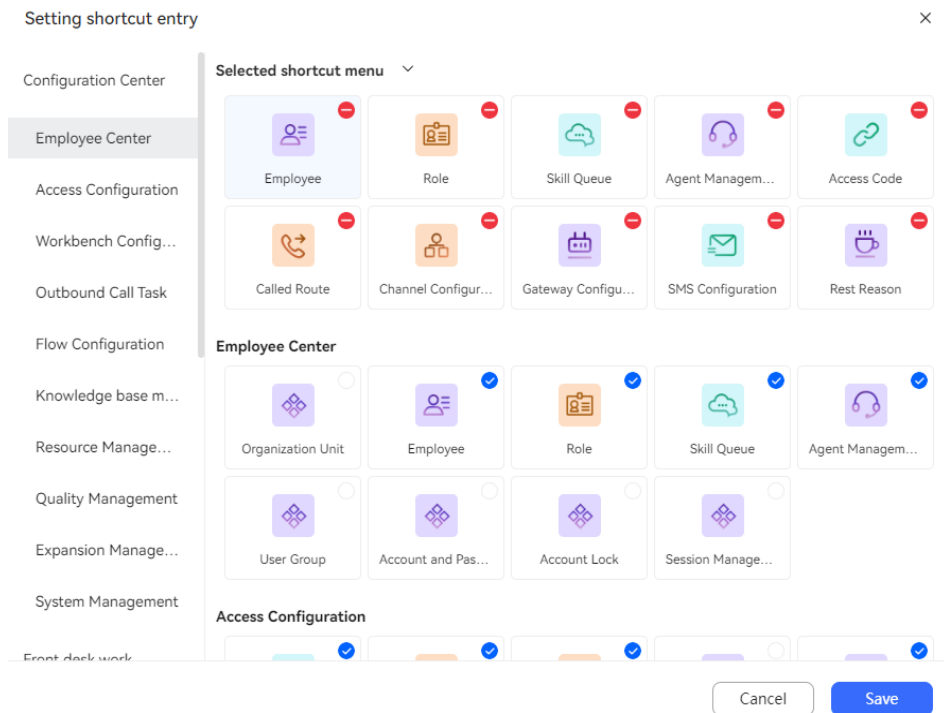 Setting shortcut entry
Configuration Center
Employee Center
Access Configuration
Workbench Config...
Outbound Call Task
Flow Configuration
Knowledge base m...
Resource Manage...
Quality Management
Expansion Manage...
System Management
Front desk work
Selected shortcut menu
Employee
Role
Skill Queue
Agent Managem...
Access Code
Called Route
Channel Configur...
Gateway Configu...
SMS Configuration
Rest Reason
Employee Center
Organization Unit
Employee
Role
Skill Queue
Agent Managem...
User Group
Account and Pas...
Account Lock
Session Manage...
Access Configuration
Cancel
Save